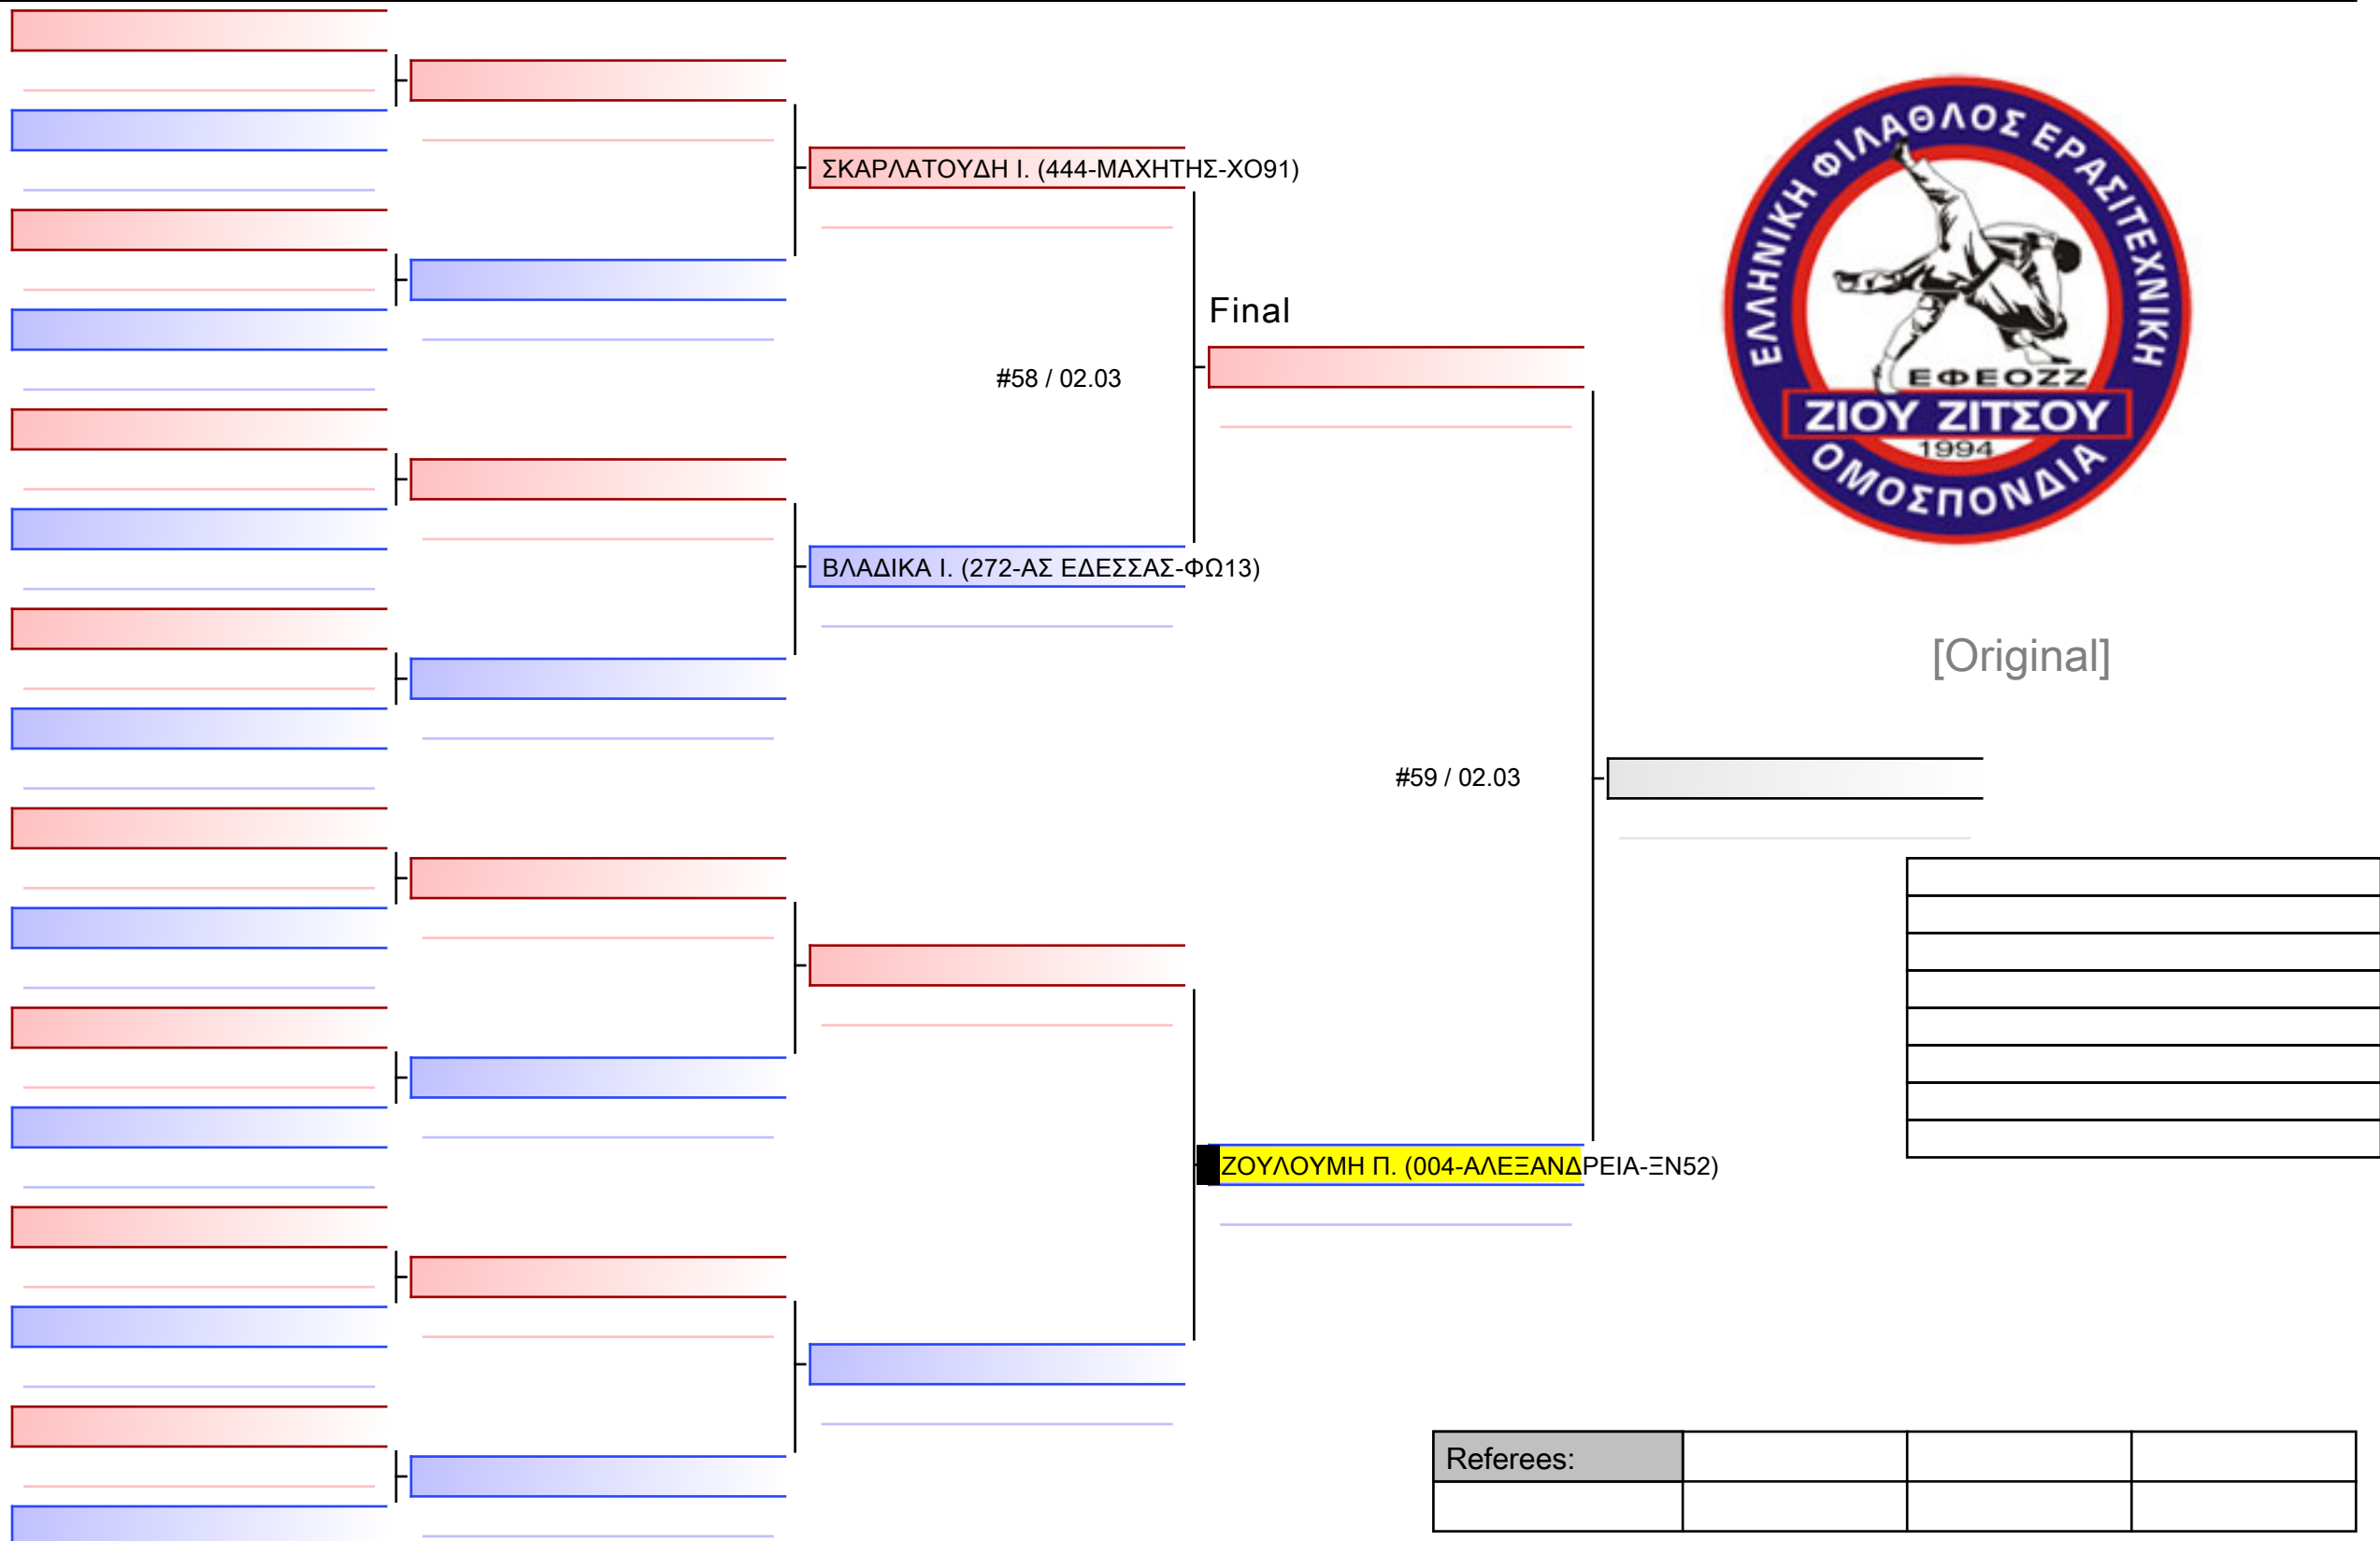 ΣΚΑΡΛΑΤΟΥΔΗ Ι. (444-ΜΑΧΗΤΗΣ-ΧΟ91)
Final
#58 / 02.03
ΒΛΑΔΙΚΑ Ι. (272-ΑΣ ΕΔΕΣΣΑΣ-ΦΩ13)
ΕΛΛΗΝΙΚΗ ΦΙΛΑΘΛΟΣ ΕΡΑΣΙΤΕΧΝΙΚΗ
ΕΦΕΟΖΖ
ΖΙΟΥ ΖΙΤΣΟΥ
1994
ΟΜΟΣΠΟΝΔΙΑ
[Original]
#59 / 02.03
ΖΟΥΛΟΥΜΗ Π. (004-ΑΛΕΞΑΝΔΡΕΙΑ-ΞΝ52)
Referees: